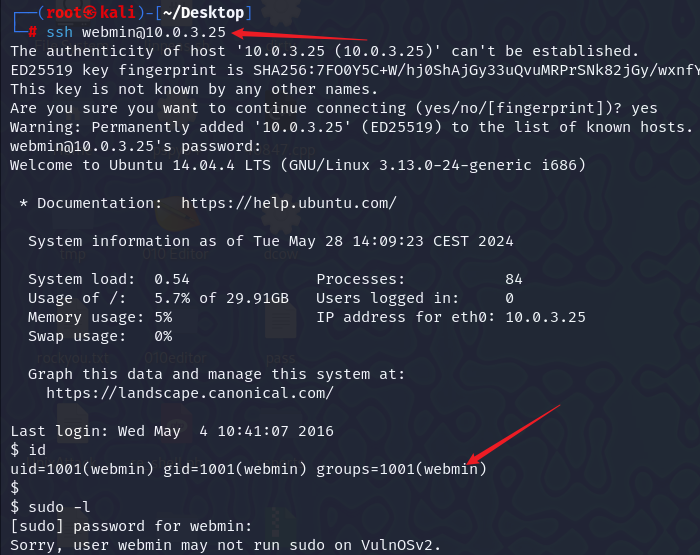 ┌──(root㉿kali)-[~/Desktop]
└─# ssh webmin@10.0.3.25
The authenticity of host '10.0.3.25 (10.0.3.25)' can't be established.
ED25519 key fingerprint is
This key is not known by any other names.
Are you sure you want to continue connecting (yes/no/[fingerprint])? yes
Warning: Permanently added '10.0.3.25' (ED25519) to the list of known hosts.
webmin@10.0.3.25's password:
Welcome to Ubuntu 14.04.4 LTS (GNU/Linux 3.13.0-24-generic i686)

 * Documentation:  https://help.ubuntu.com/

  System information as of Tue May 28 14:09:23 CEST 2024

  System load:  0.54              Processes:           84
  Usage of /:   5.7% of 29.91GB   Users logged in:     0
  Memory usage: 5%                IP address for eth0: 10.0.3.25
  Swap usage:   0%

  Graph this data and manage this system at:
    https://landscape.canonical.com/

Last login: Wed May  4 10:41:07 2016
$ id
uid=1001(webmin) gid=1001(webmin) groups=1001(webmin)
$
$ sudo -l
[sudo] password for webmin:
Sorry, user webmin may not run sudo on VulnOSv2.